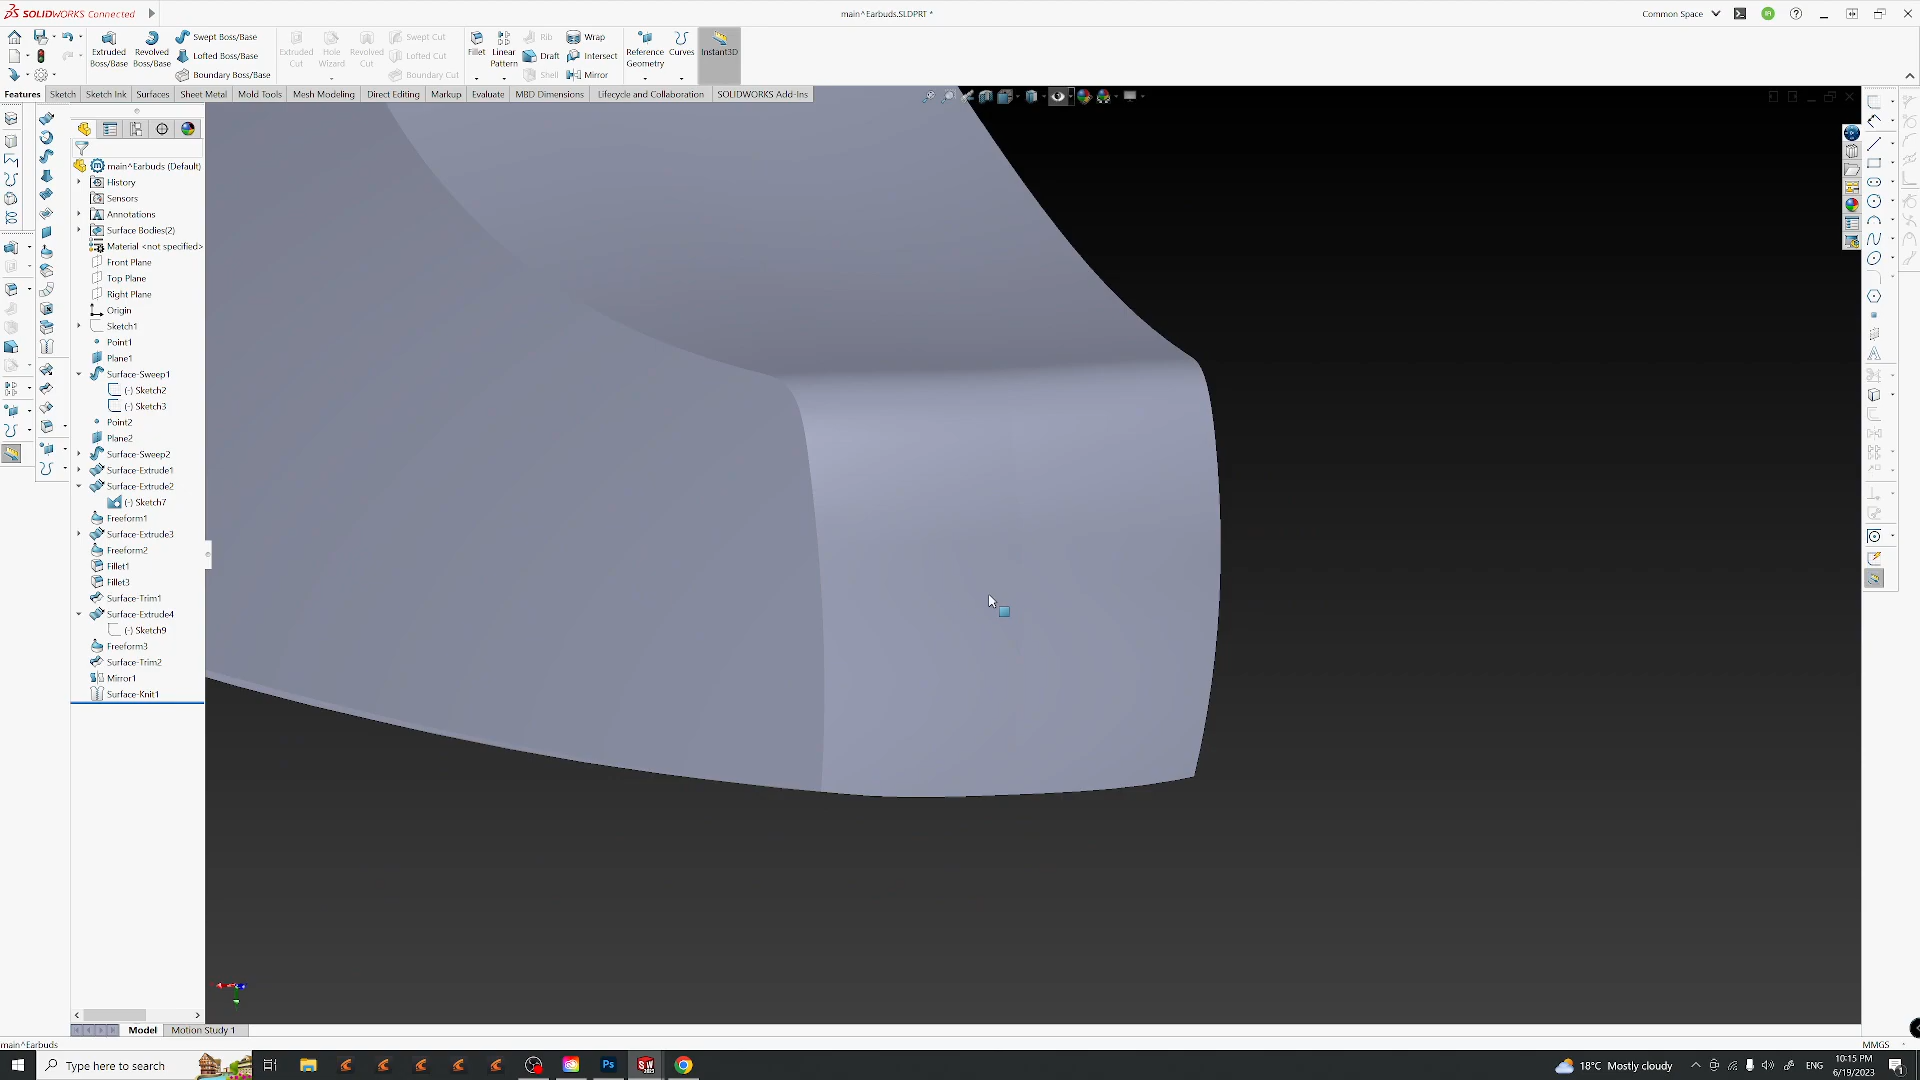 SOLIDWORKS Connected
main^Earbuds.SLDPRT *
Common Space
Extruded Boss/Base
Revolved Boss/Base
Swept Boss/Base
Lofted Boss/Base
Boundary Boss/Base
Extruded Cut
Hole Wizard
Revolved Cut
Swept Cut
Lofted Cut
Boundary Cut
Fillet
Linear Pattern
Rib
Draft
Shell
Wrap
Intersect
Mirror
Reference Geometry
Curves
Instant3D
Features
Sketch
Sketch Ink
Surfaces
Sheet Metal
Mold Tools
Mesh Modeling
Direct Editing
Markup
Evaluate
MBD Dimensions
Lifecycle and Collaboration
SOLIDWORKS Add-Ins
main^Earbuds (Default)
History
Sensors
Annotations
Surface Bodies(2)
Material <not specified>
Front Plane
Top Plane
Right Plane
Origin
Sketch1
Point1
Plane1
Surface-Sweep1
(-) Sketch2
(-) Sketch3
Point2
Plane2
Surface-Sweep2
Surface-Extrude1
Surface-Extrude2
(-) Sketch7
Freeform1
Surface-Extrude3
Freeform2
Fillet1
Fillet3
Surface-Trim1
Surface-Extrude4
(-) Sketch9
Freeform3
Surface-Trim2
Mirror1
Surface-Knit1
Model
Motion Study 1
main^Earbuds
MMGS
Type here to search
Ps
SW
18°C Mostly cloudy
ENG
10:15 PM
6/19/2023